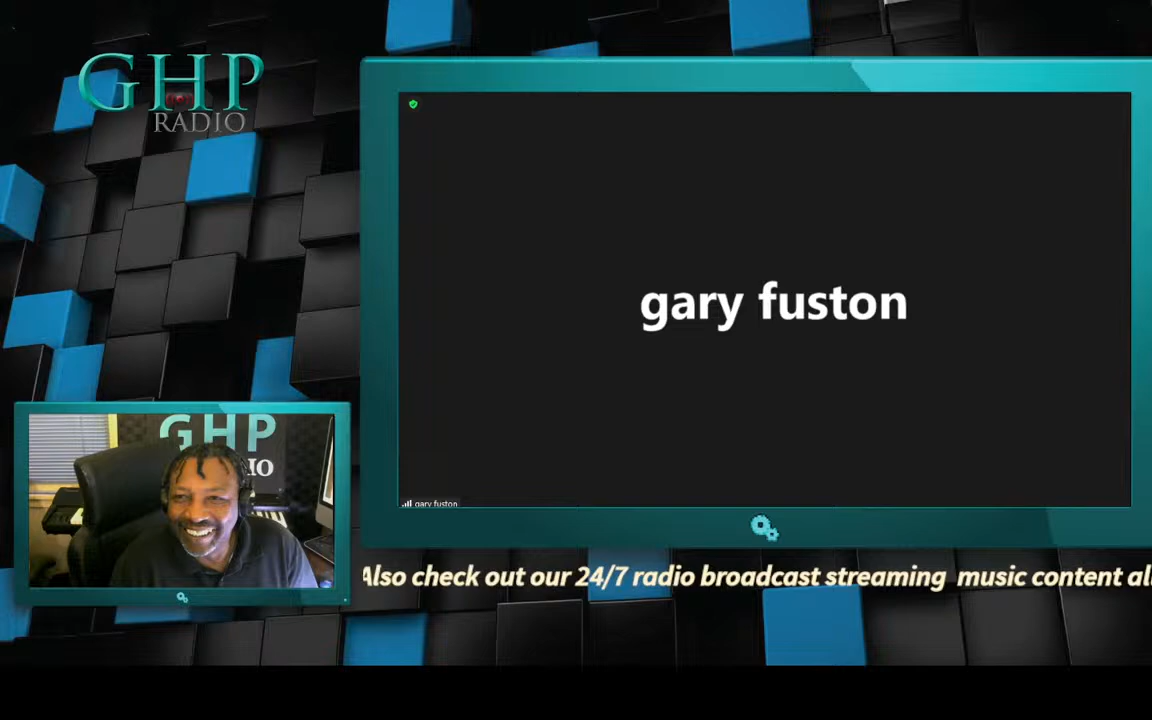 GHP
RADIO
gary fuston
GHP
IO
gary fuston
Also check out our 24/7 radio broadcast streaming music content al